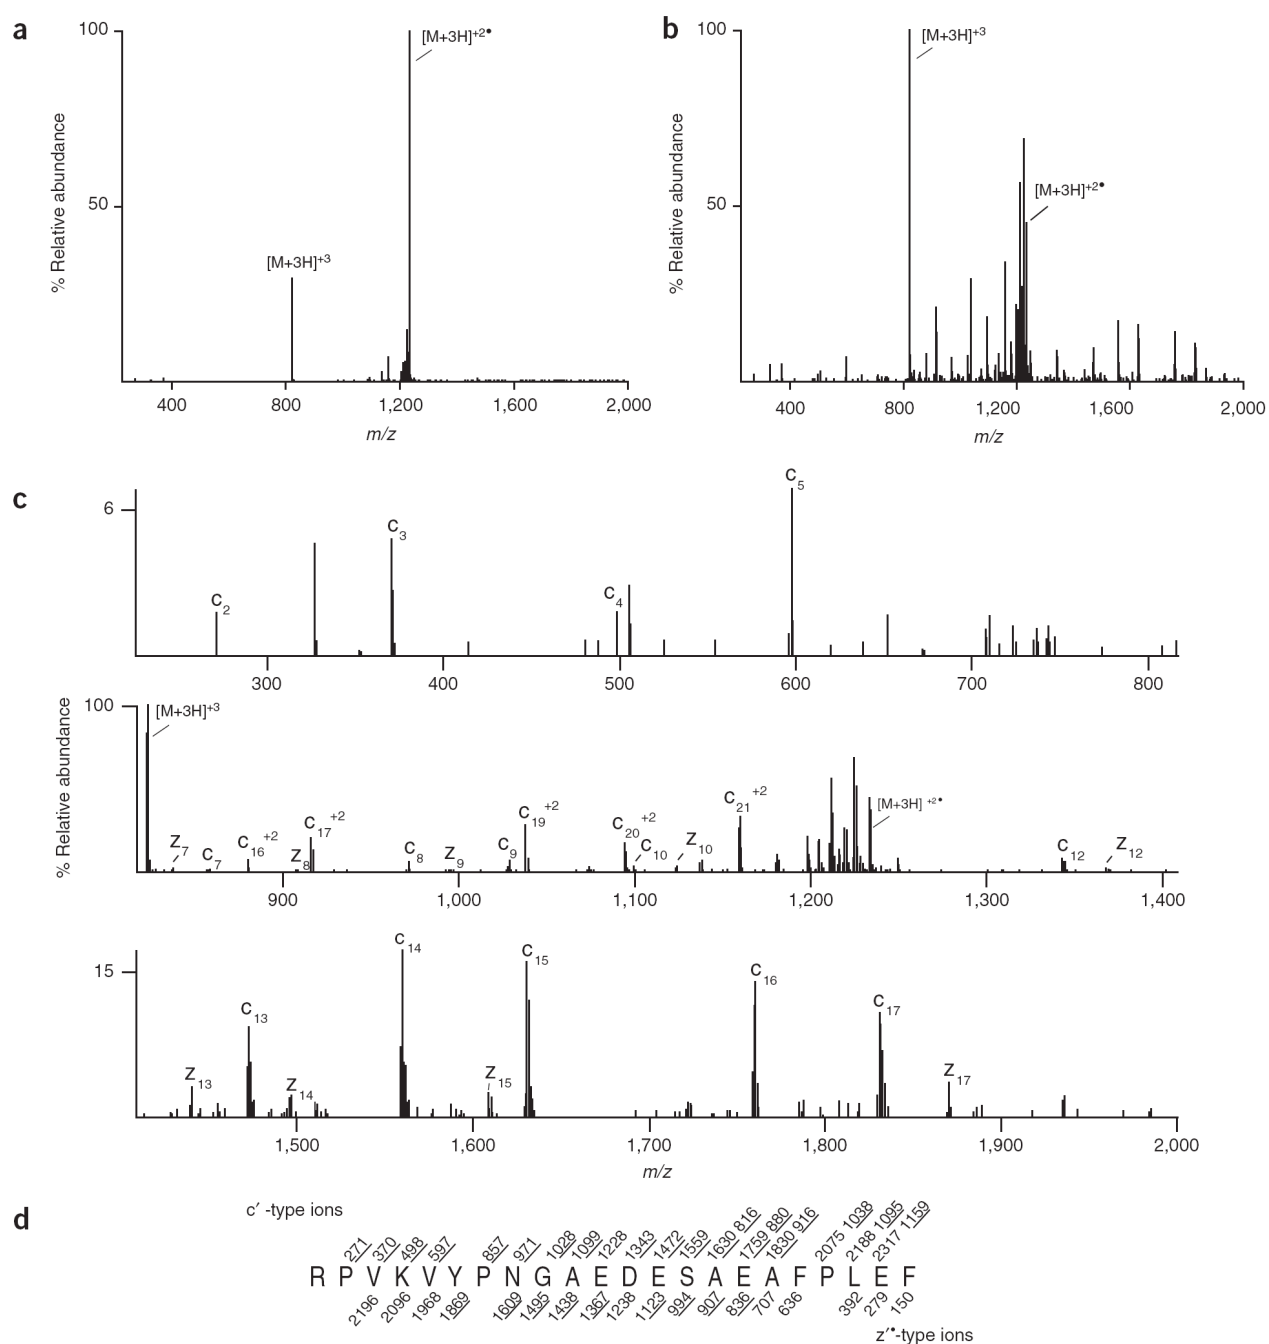 a
100
[M+3H]+2•
50
[M+3H]+3
% Relative abundance
400 800 1,200 1,600 2,000
m/z
b
100
[M+3H]+3
50
[M+3H]+2•
% Relative abundance
400 800 1,200 1,600 2,000
m/z
c
6
c2 c3 c4 c5
300 400 500 600 700 800
% Relative abundance
100
[M+3H]+3
z7 c7 c16+2 z8 c17+2 c8 z9 c9 c19+2 c20+2 c10 z10 c21+2 [M+3H]+2• c12 z12
900 1,000 1,100 1,200 1,300 1,400
15
z13 c13 z14 c14 z15 c15 c16 c17 z17
1,500 1,600 1,700 1,800 1,900 2,000
m/z
d
c′ -type ions
271 370 498 597 857 971 1028 1099 1228 1343 1472 1559 1630 816 1759 880 1830 916 2075 1038 2188 1095 2317 1159
R P V K V Y P N G A E D E S A E A F P L E F
2196 2096 1968 1869 1609 1495 1438 1367 1238 1123 994 907 836 707 636 392 279 150
z′•-type ions